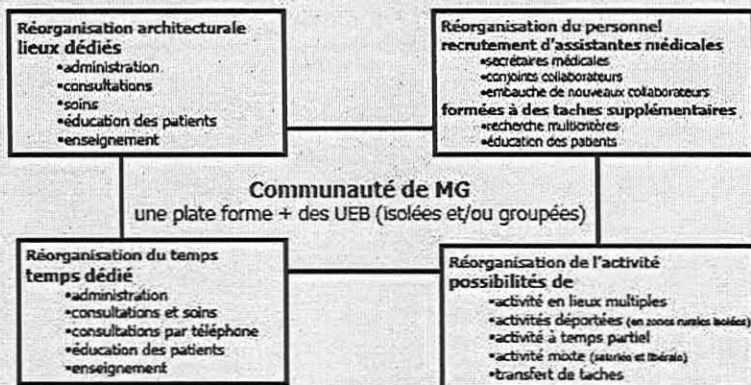 Réorganisation architecturale
lieux dédiés
•administration
•consultations
•soins
•éducation des patients
•enseignement
Réorganisation du personnel
recrutement d'assistantes médicales
•secrétaires médicales
•conjoints collaborateurs
•embauche de nouveaux collaborateurs
formées à des taches supplémentaires
•recherche multicritères
•éducation des patients
Communauté de MG
une plate forme + des UEB (isolées et/ou groupées)
Réorganisation du temps
temps dédié
•administration
•consultations et soins
•consultations par téléphone
•éducation des patients
•enseignement
Réorganisation de l'activité
possibilités de
•activité en lieux multiples
•activités déportées (en zones rurales isolées)
•activité à temps partiel
•activité mixte (salariée et libérale)
•transfert de taches